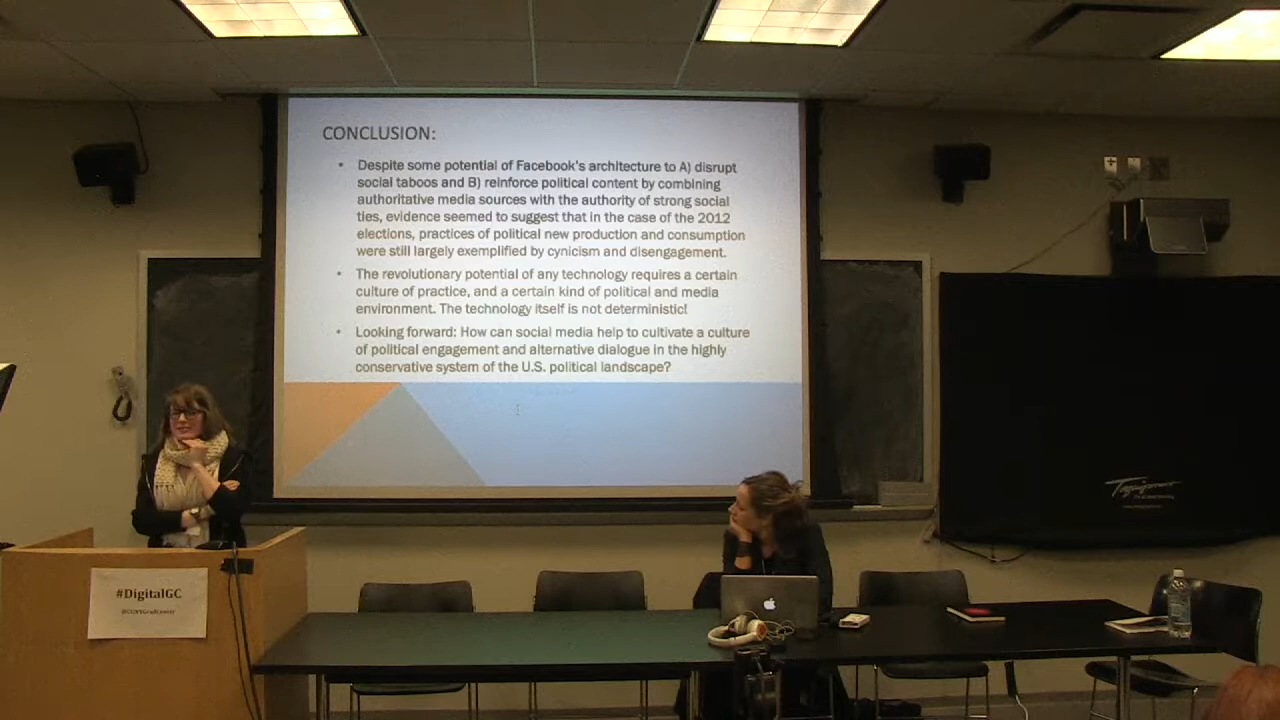 CONCLUSION:
• Despite some potential of Facebook's architecture to A) disrupt
social taboos and B) reinforce political content by combining
authoritative media sources with the authority of strong social
ties, evidence seemed to suggest that in the case of the 2012
elections, practices of political new production and consumption
were still largely exemplified by cynicism and disengagement.
• The revolutionary potential of any technology requires a certain
culture of practice, and a certain kind of political and media
environment. The technology itself is not deterministic!
• Looking forward: How can social media help to cultivate a culture
of political engagement and alternative dialogue in the highly
conservative system of the U.S. political landscape?
#DigitalGC
@CUNYGradCenter